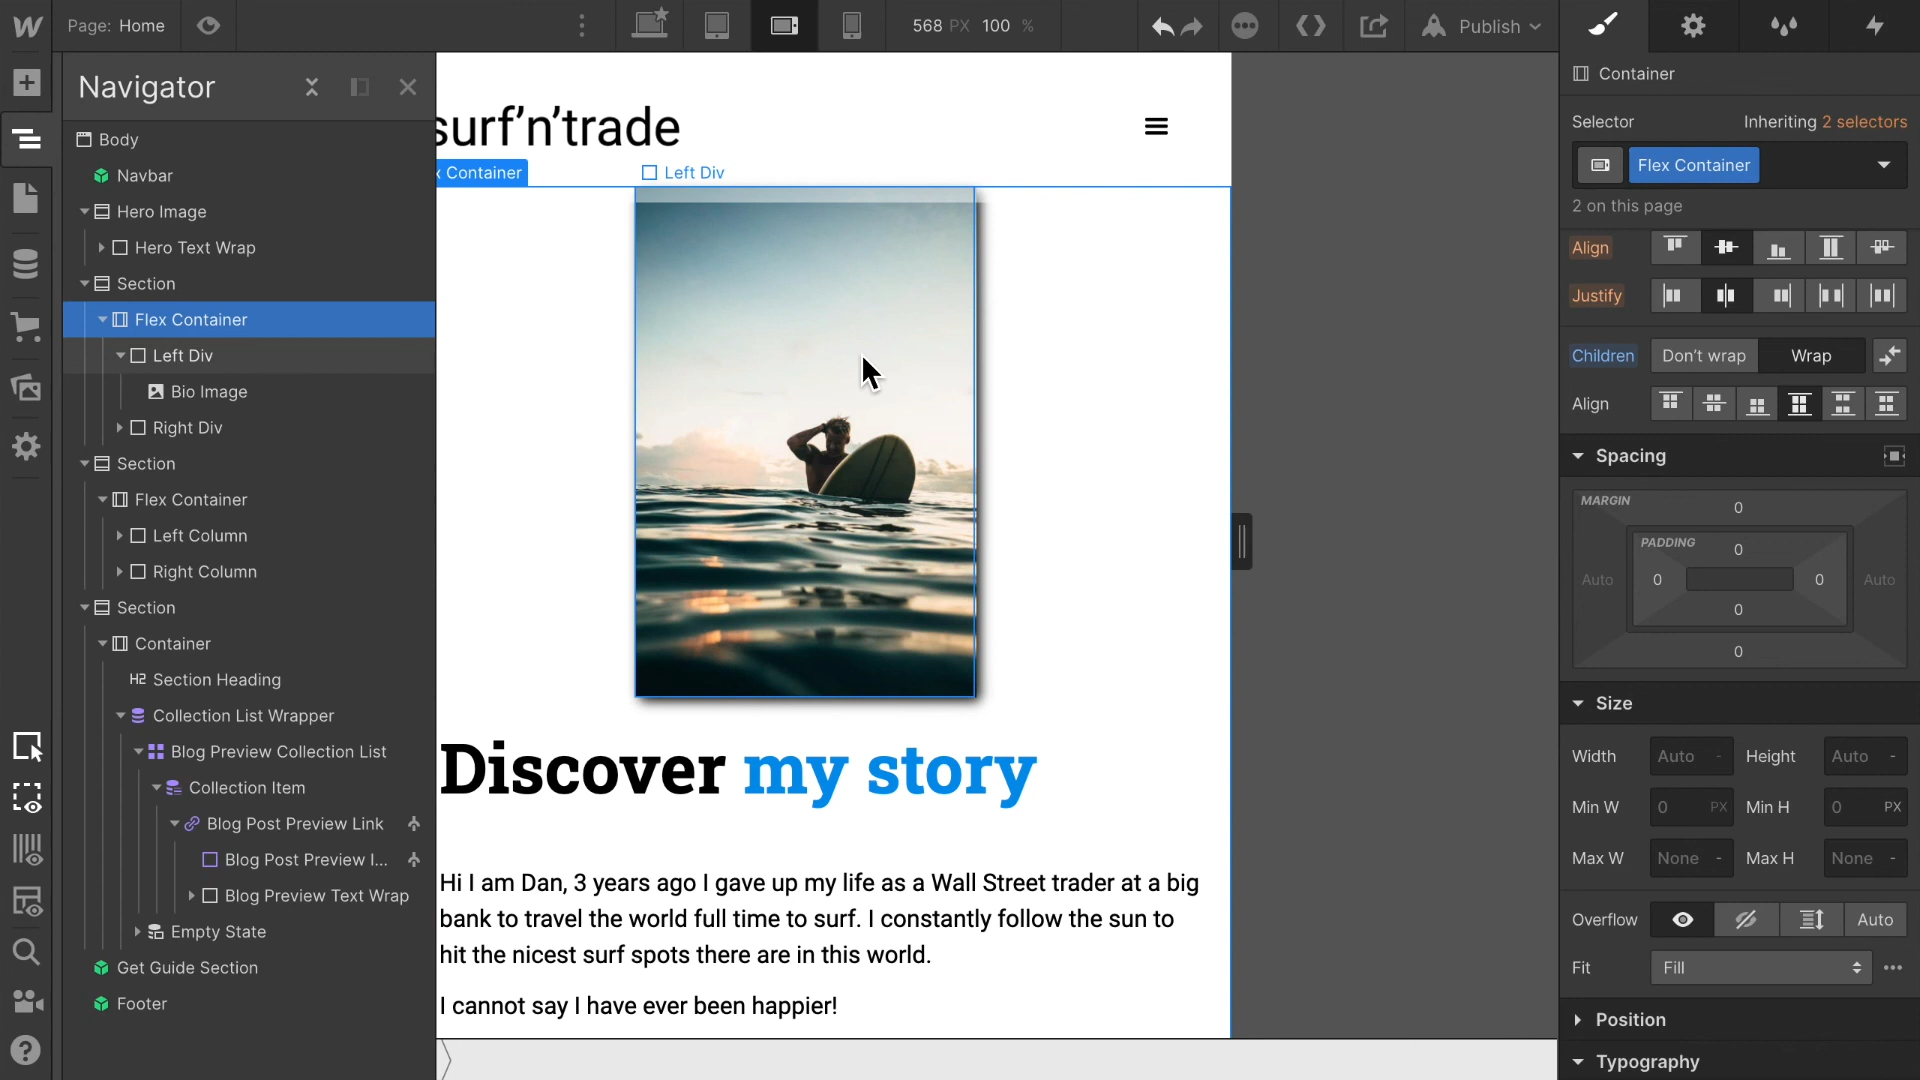 Page: Home
568 PX 100 %
Publish
Navigator
Body
Navbar
Hero Image
Hero Text Wrap
Section
Flex Container
Left Div
Bio Image
Right Div
Section
Flex Container
Left Column
Right Column
Section
Container
H2 Section Heading
Collection List Wrapper
Blog Preview Collection List
Collection Item
Blog Post Preview Link
Blog Post Preview I...
Blog Preview Text Wrap
Empty State
Get Guide Section
Footer
surf’n’trade
x Container
Left Div
Discover my story
Hi I am Dan, 3 years ago I gave up my life as a Wall Street trader at a big
bank to travel the world full time to surf. I constantly follow the sun to
hit the nicest surf spots there are in this world.
I cannot say I have ever been happier!
Container
Selector Inheriting 2 selectors
Flex Container
2 on this page
Align
Justify
Children Don’t wrap Wrap
Align
Spacing
MARGIN 0
PADDING 0
Auto 0 0 Auto
0
0
Size
Width Auto - Height Auto -
Min W 0 PX Min H 0 PX
Max W None - Max H None -
Overflow Auto
Fit Fill
Position
Typography